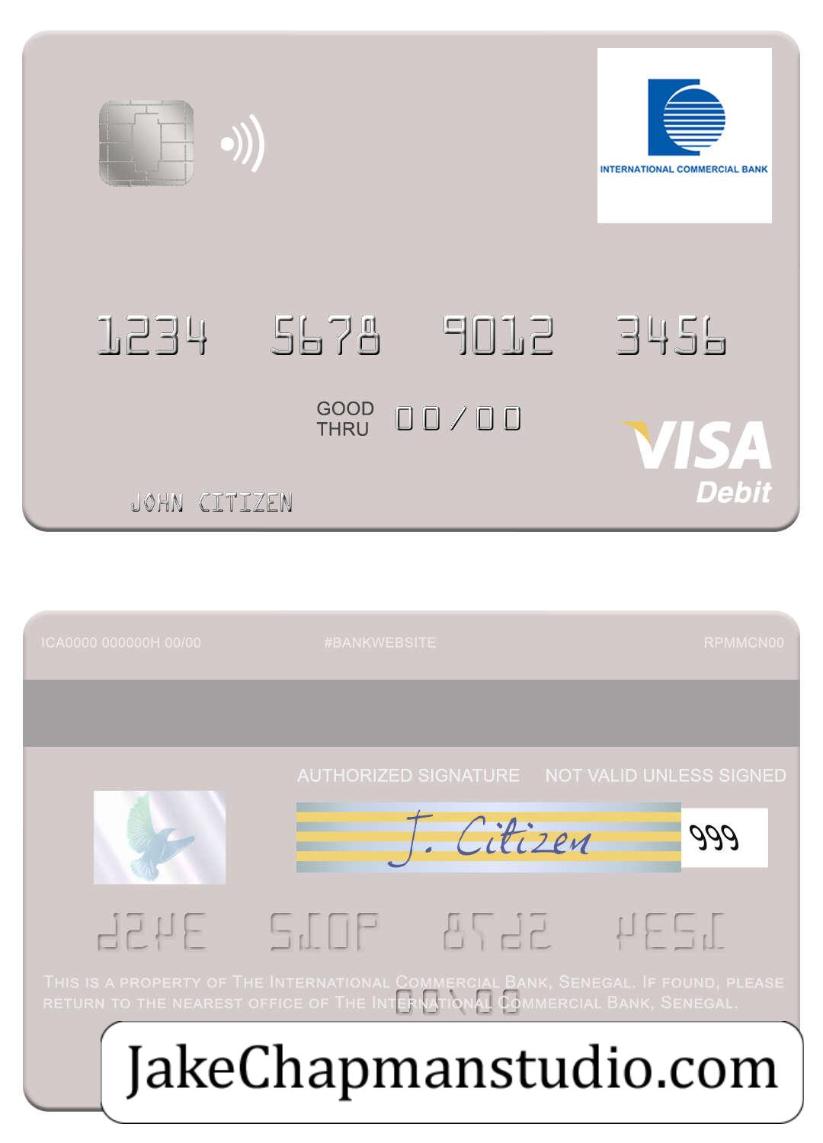 INTERNATIONAL COMMERCIAL BANK
1234 5678 9012 3456
GOOD THRU 00/00
VISA
Debit
JOHN CITIZEN
ICA0000 000000H 00/00 #BANKWEBSITE RPMMCN00
AUTHORIZED SIGNATURE NOT VALID UNLESS SIGNED
J. Citizen 999
THIS IS A PROPERTY OF THE INTERNATIONAL COMMERCIAL BANK, SENEGAL. IF FOUND, PLEASE
RETURN TO THE NEAREST OFFICE OF THE INTERNATIONAL COMMERCIAL BANK, SENEGAL.
JakeChapmanstudio.com